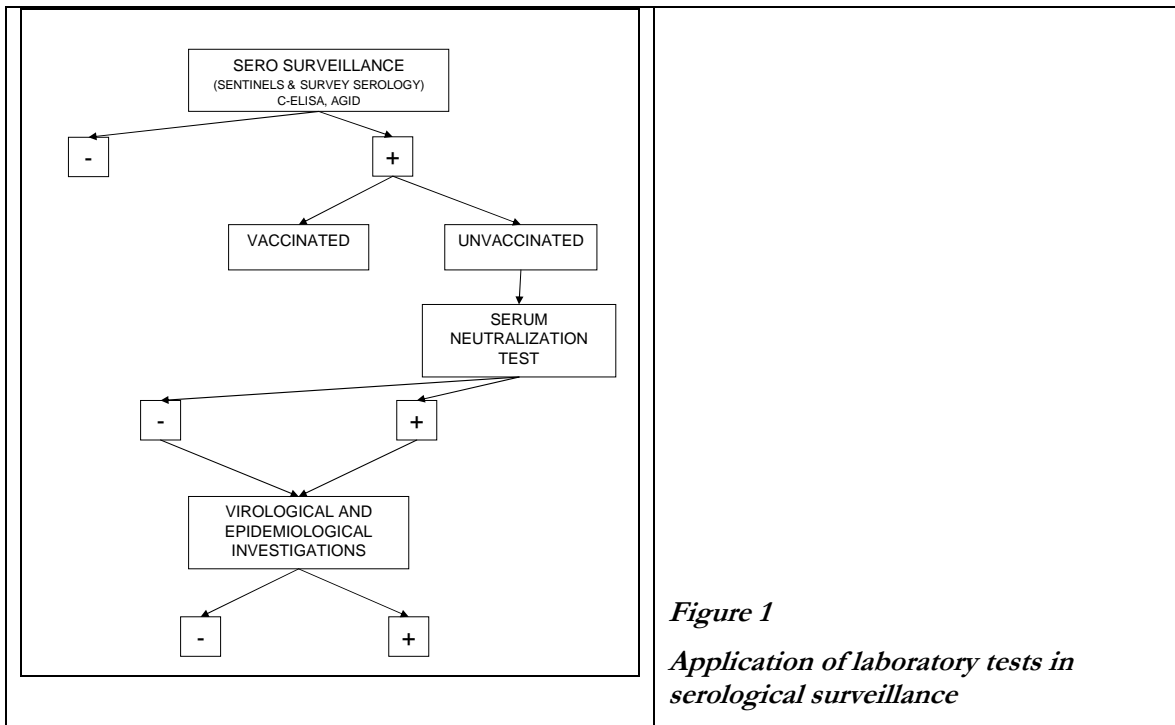 SERO SURVEILLANCE
(SENTINELS & SURVEY SEROLOGY)
C-ELISA, AGID
-
+
VACCINATED
UNVACCINATED
SERUM
NEUTRALIZATION
TEST
-
+
VIROLOGICAL AND
EPIDEMIOLOGICAL
INVESTIGATIONS
-
+
Figure 1
Application of laboratory tests in
serological surveillance